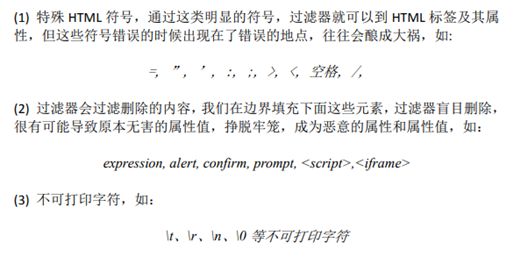 (1) 特殊 HTML 符号，通过这类明显的符号，过滤器就可以到 HTML 标签及其属
性，但这些符号错误的时候出现在了错误的地点，往往会酿成大祸，如:
=, ”, ’, :, ;, >, <, 空格, /,
(2) 过滤器会过滤删除的内容，我们在边界填充下面这些元素，过滤器盲目删除，
很有可能导致原本无害的属性值，挣脱牢笼，成为恶意的属性和属性值，如：
expression, alert, confirm, prompt, <script>,<iframe>
(3) 不可打印字符，如：
\t、\r、\n、\0 等不可打印字符